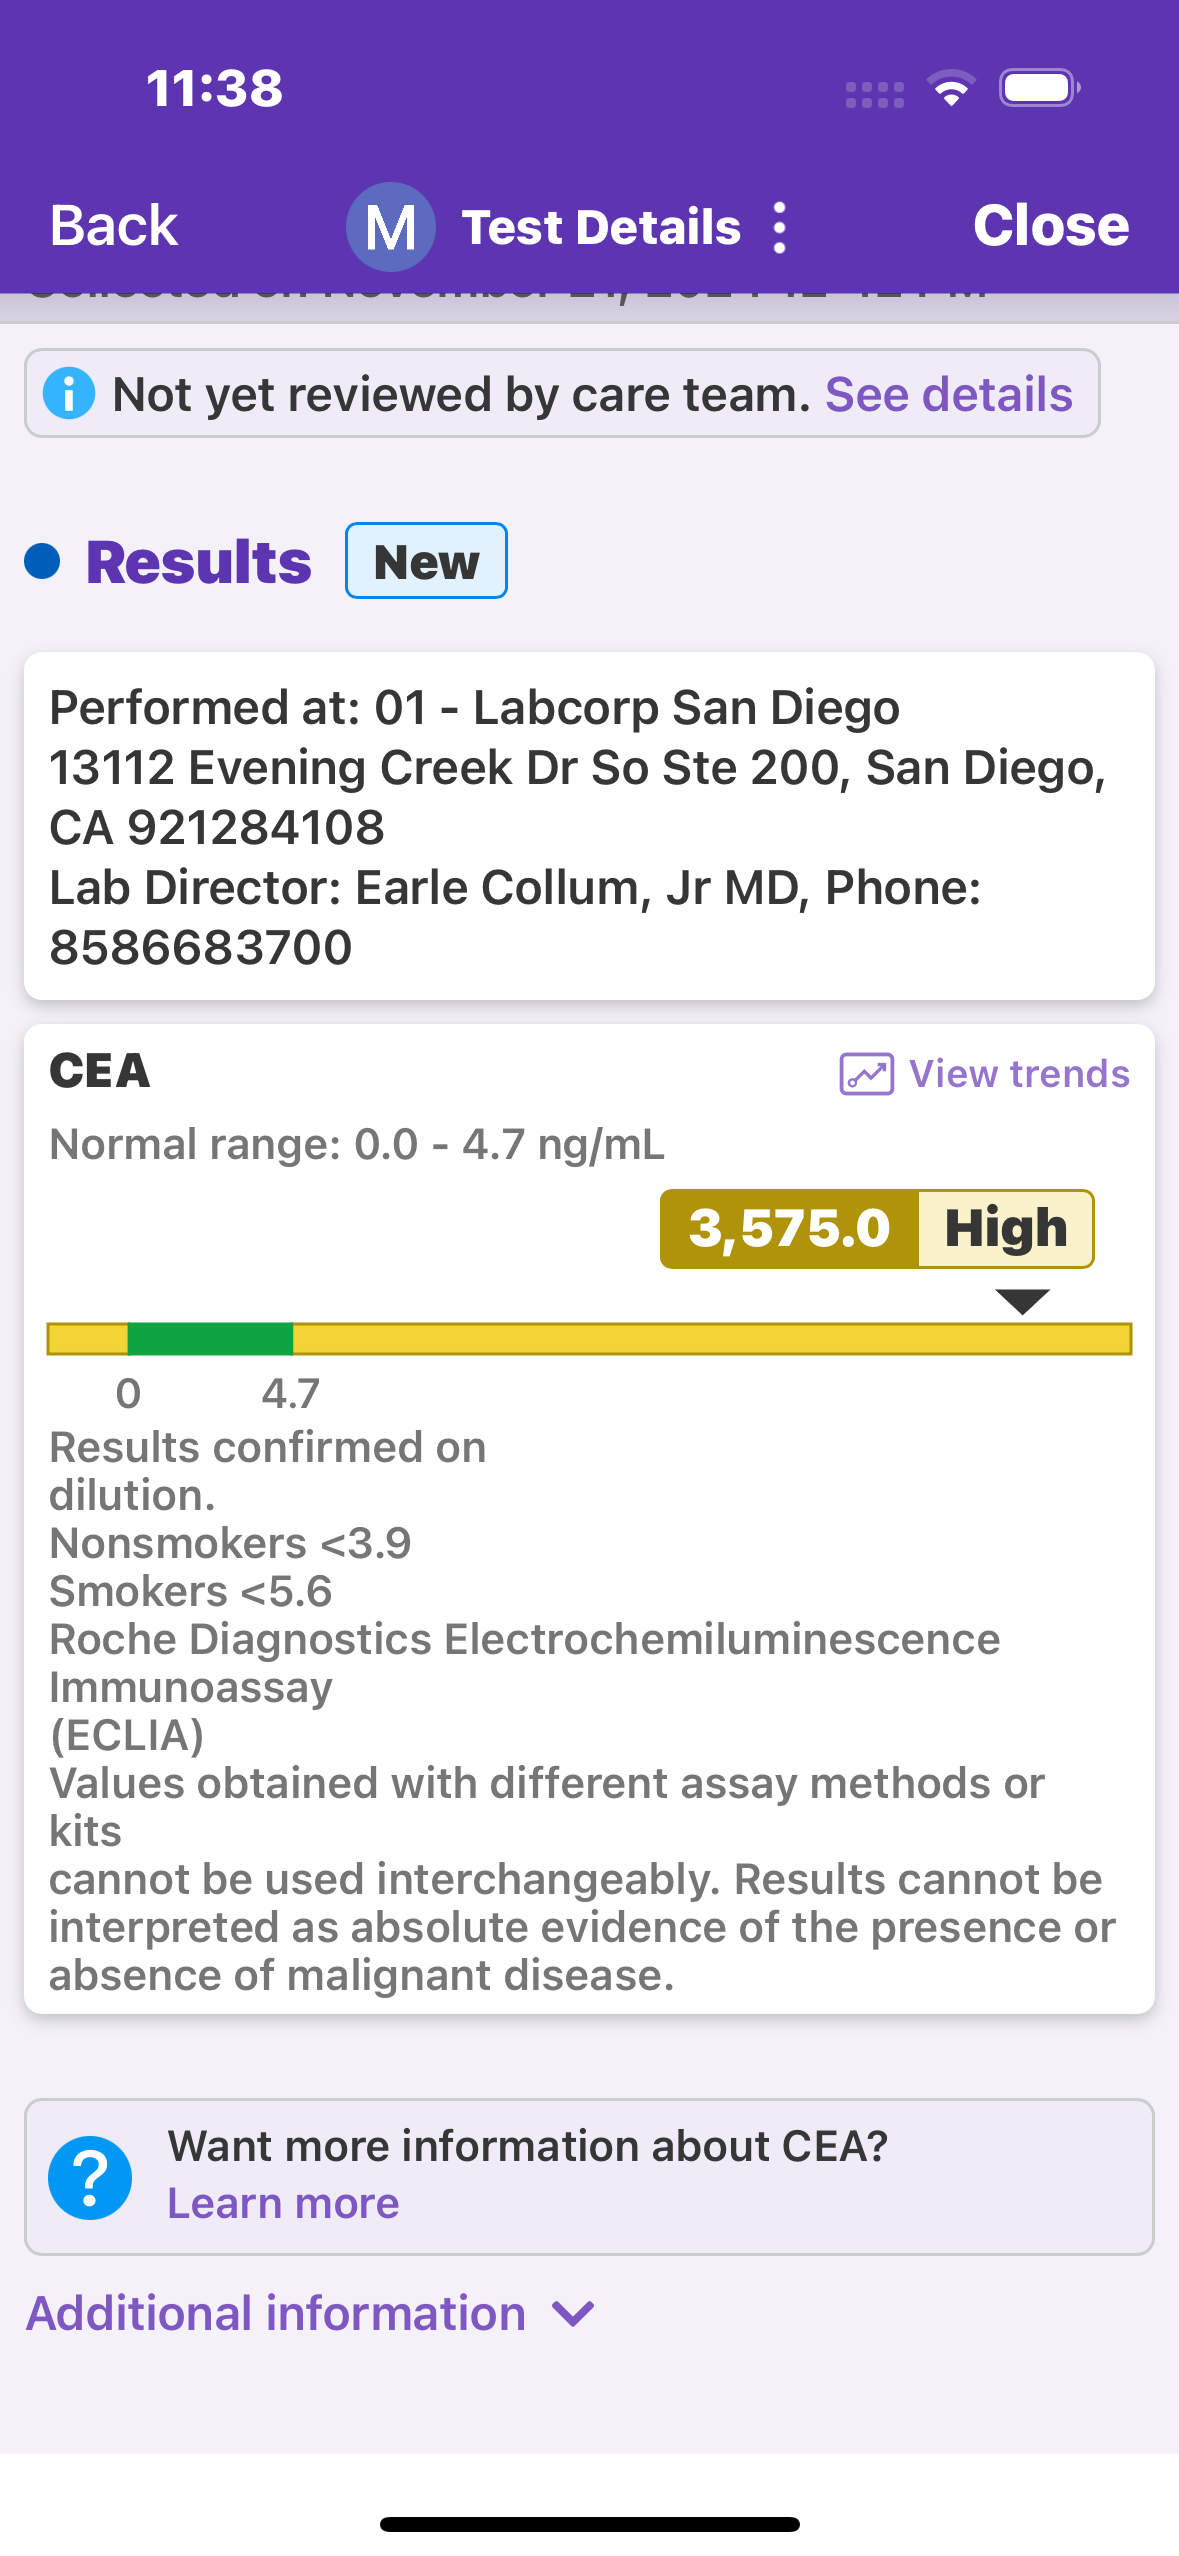 11:38
Back
M
Test Details
Close
Not yet reviewed by care team. See details
Results
New
Performed at: 01 - Labcorp San Diego
13112 Evening Creek Dr So Ste 200, San Diego,
CA 921284108
Lab Director: Earle Collum, Jr MD, Phone:
8586683700
CEA
View trends
Normal range: 0.0 - 4.7 ng/mL
3,575.0 High
0 4.7
Results confirmed on
dilution.
Nonsmokers <3.9
Smokers <5.6
Roche Diagnostics Electrochemiluminescence
Immunoassay
(ECLIA)
Values obtained with different assay methods or
kits
cannot be used interchangeably. Results cannot be
interpreted as absolute evidence of the presence or
absence of malignant disease.
Want more information about CEA?
Learn more
Additional information